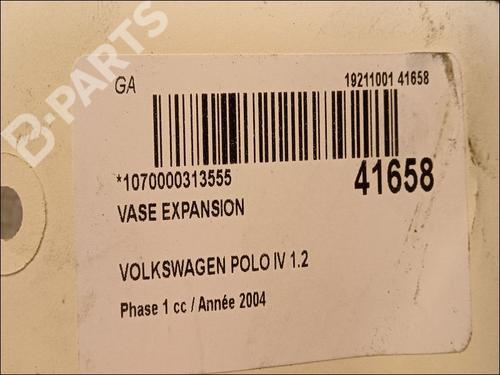 B-PARTS
GA
19211001 41658
*1070000313555
41658
VASE EXPANSION
VOLKSWAGEN POLO IV 1.2
Phase 1 cc / Année 2004